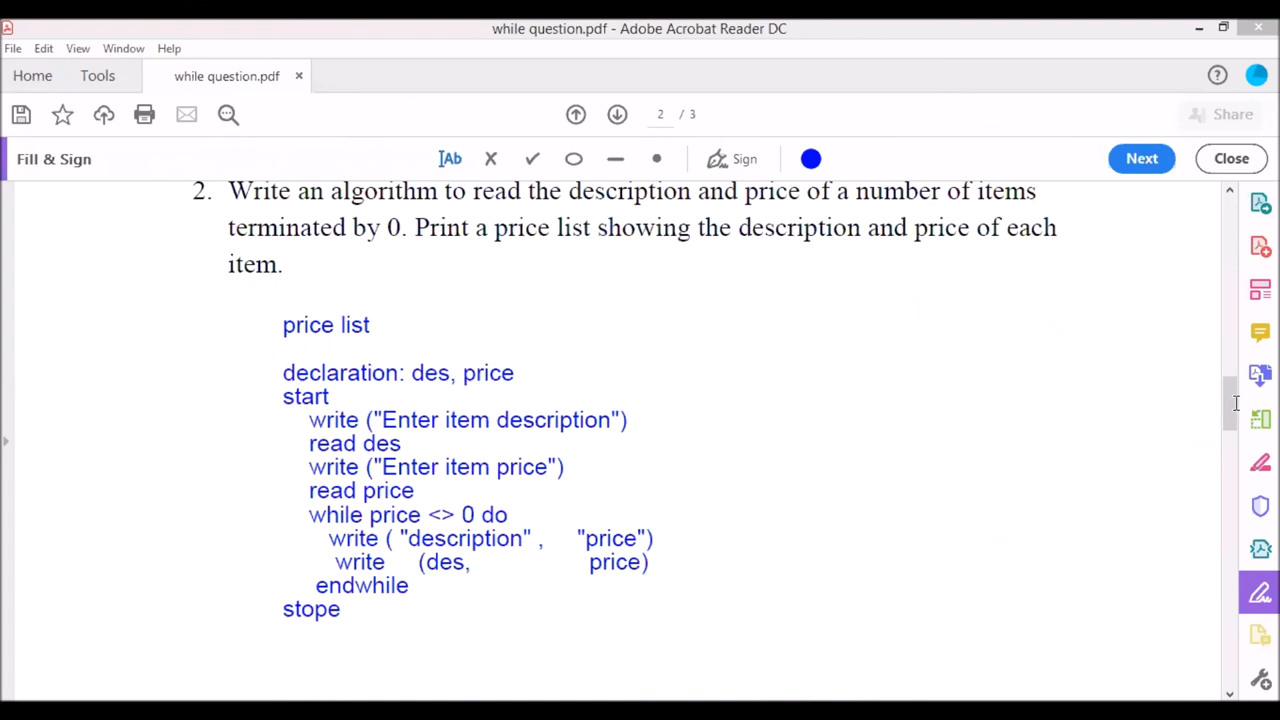 while question.pdf - Adobe Acrobat Reader DC
File Edit View Window Help
Home Tools while question.pdf ×
2 / 3 Share
Fill & Sign IAb Sign Next Close
2. Write an algorithm to read the description and price of a number of items
terminated by 0. Print a price list showing the description and price of each
item.
price list
declaration: des, price
start
write ("Enter item description")
read des
write ("Enter item price")
read price
while price <> 0 do
write ( "description" , "price")
write (des, price)
endwhile
stope